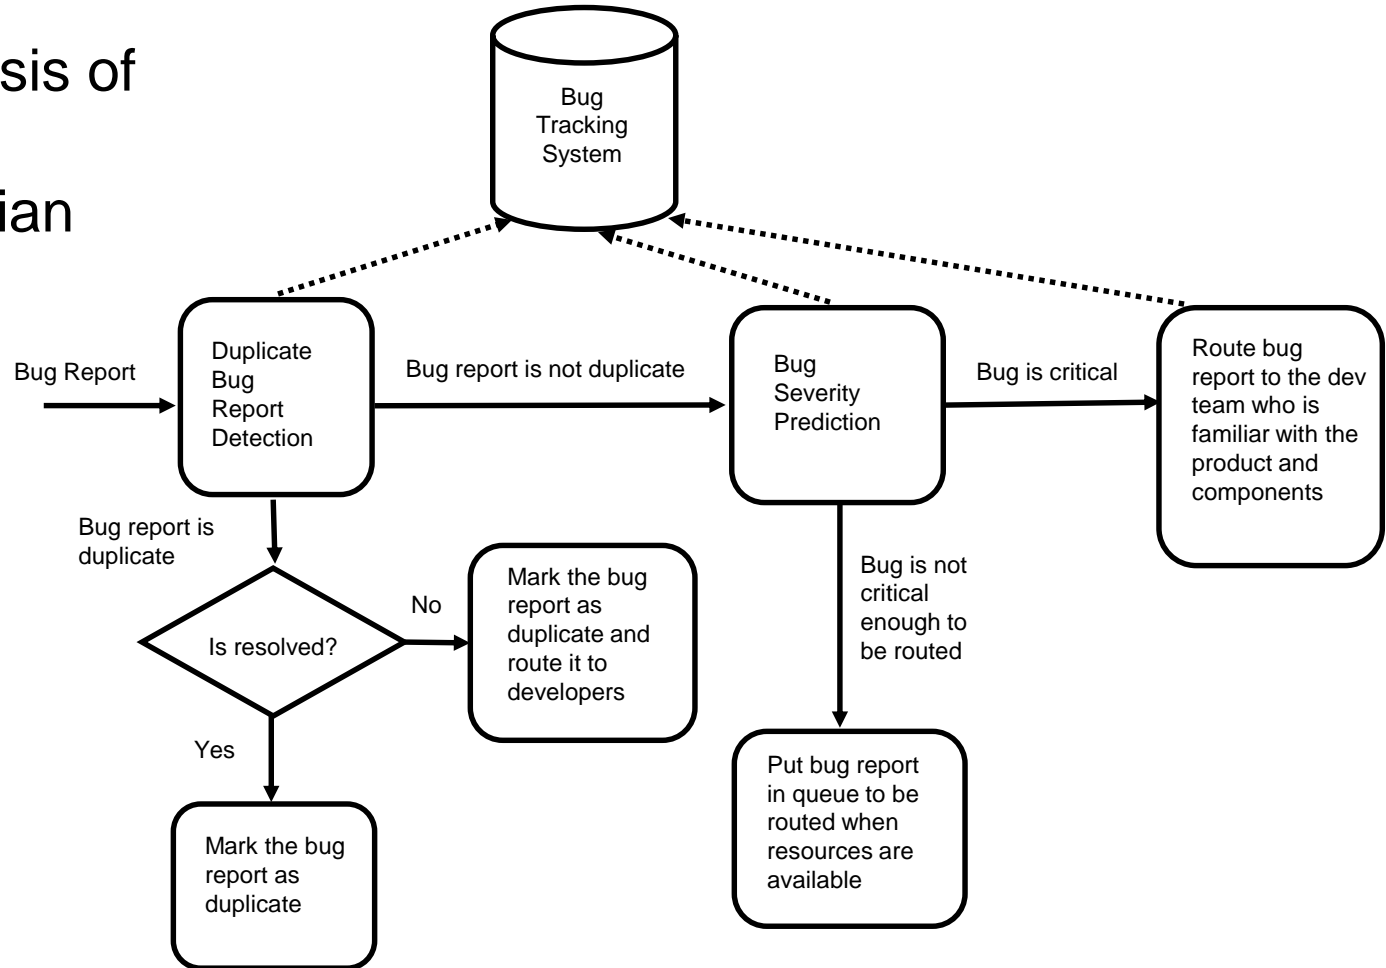 sis of
ian
Bug
Tracking
System
Bug Report
Duplicate
Bug
Report
Detection
Bug report is not duplicate
Bug
Severity
Prediction
Bug is critical
Route bug
report to the dev
team who is
familiar with the
product and
components
Bug report is
duplicate
Is resolved?
No
Mark the bug
report as
duplicate and
route it to
developers
Bug is not
critical
enough to
be routed
Yes
Mark the bug
report as
duplicate
Put bug report
in queue to be
routed when
resources are
available